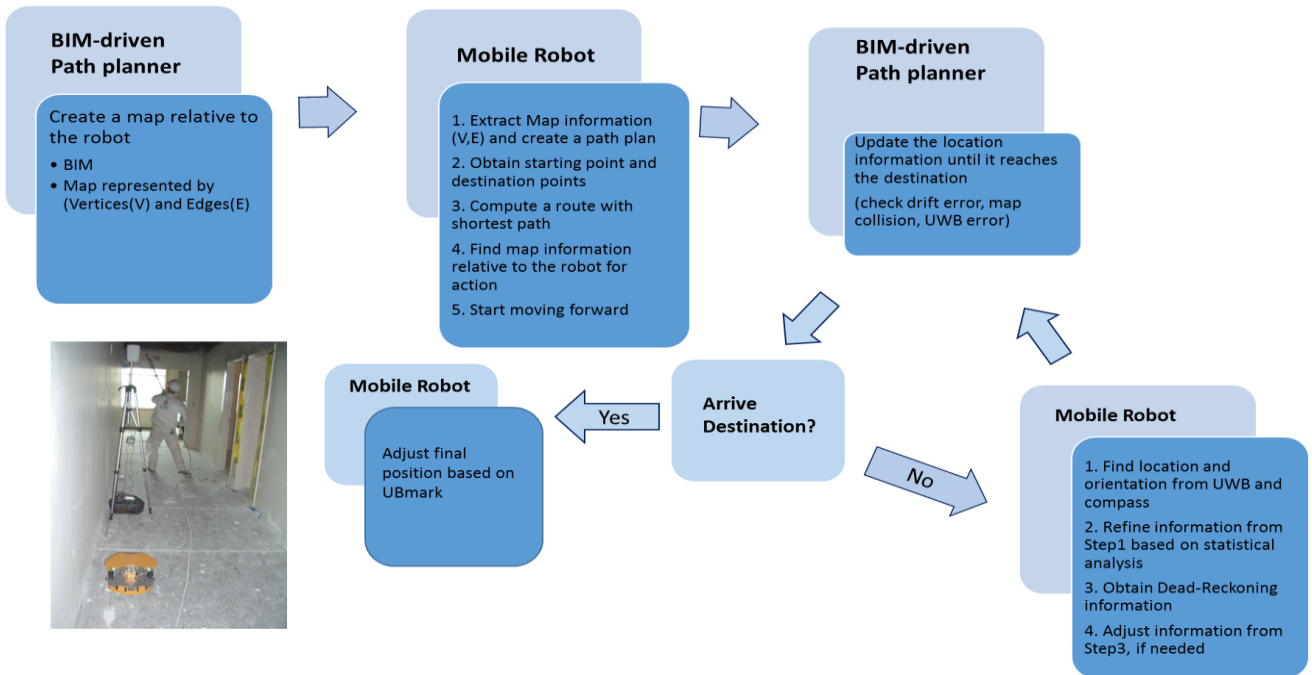 BIM-driven
Path planner
Create a map relative to
the robot
• BIM
• Map represented by
(Vertices(V) and Edges(E)
Mobile Robot
1. Extract Map information
(V,E) and create a path plan
2. Obtain starting point and
destination points
3. Compute a route with
shortest path
4. Find map information
relative to the robot for
action
5. Start moving forward
BIM-driven
Path planner
Update the location
information until it reaches
the destination
(check drift error, map
collision, UWB error)
Arrive
Destination?
Yes
Mobile Robot
Adjust final
position based on
UBmark
No
Mobile Robot
1. Find location and
orientation from UWB and
compass
2. Refine information from
Step1 based on statistical
analysis
3. Obtain Dead-Reckoning
information
4. Adjust information from
Step3, if needed